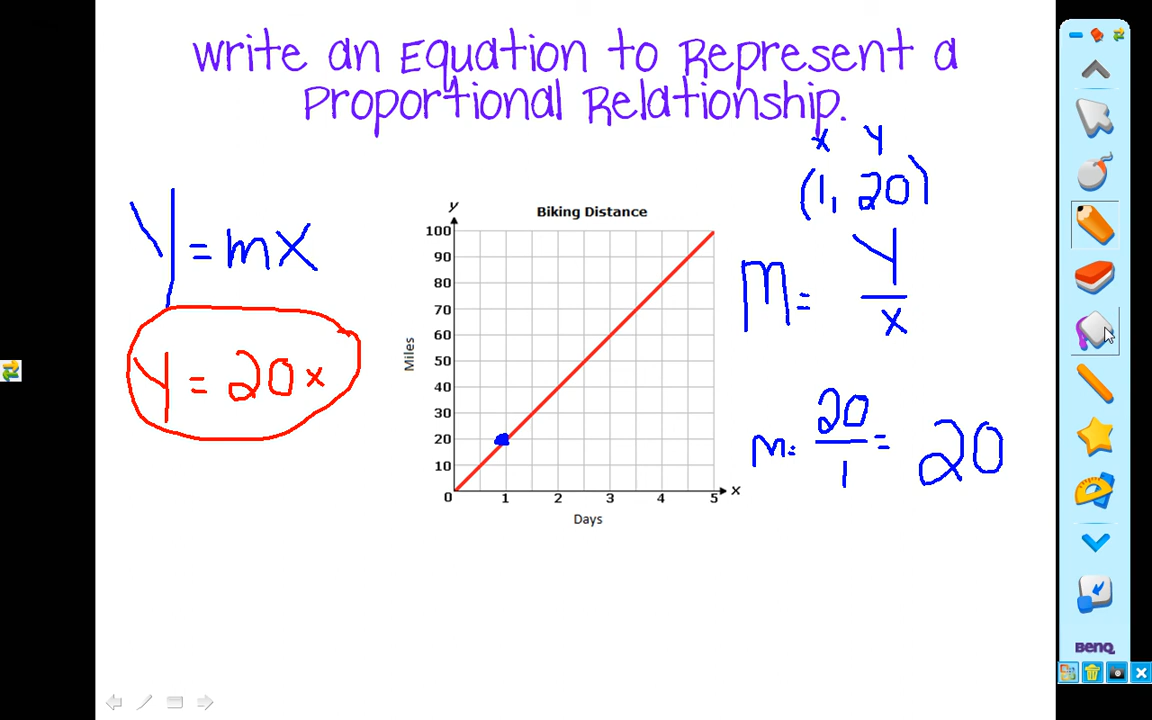 Write an Equation to Represent a
Proportional Relationship.
x y
(1, 20)
Y = mX
Y = 20x
y
Biking Distance
100
90
80
70
60
50
40
30
20
10
0
1 2 3 4 5 x
Miles
Days
M = Y/x
m = 20/1 = 20
BenQ